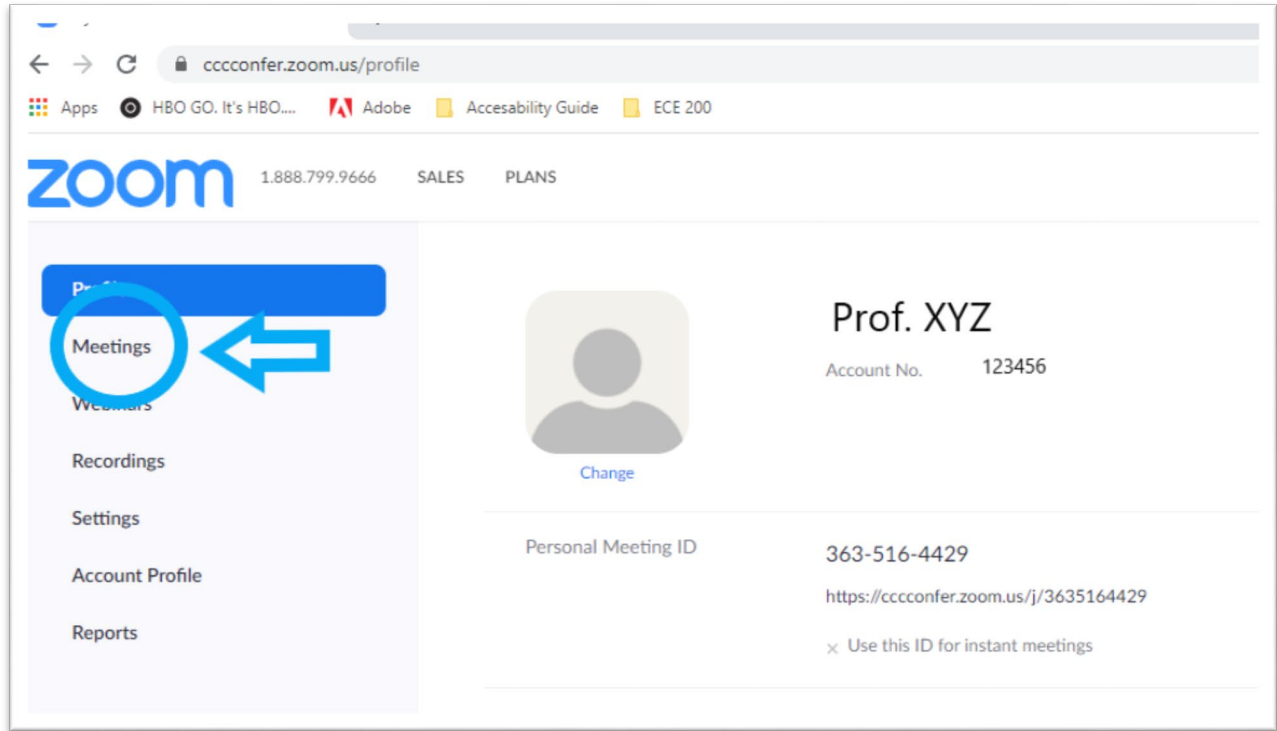 cccconfer.zoom.us/profile
Apps HBO GO. It's HBO.... Adobe Accesability Guide ECE 200
zoom 1.888.799.9666 SALES PLANS
Meetings
Webinars
Recordings
Settings
Account Profile
Reports
Change
Prof. XYZ
Account No. 123456
Personal Meeting ID
363-516-4429
https://cccconfer.zoom.us/j/3635164429
× Use this ID for instant meetings